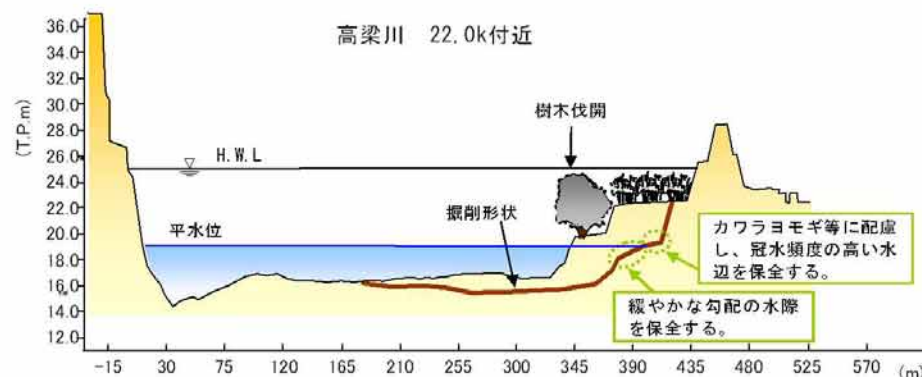 高梁川 22.0k付近
(T.P.m)
36.0
34.0
32.0
30.0
28.0
26.0
24.0
22.0
20.0
18.0
16.0
14.0
12.0
H.W.L
平水位
樹木伐開
掘削形状
カワラヨモギ等に配慮
し、冠水頻度の高い水
辺を保全する。
緩やかな勾配の水際
を保全する。
-15 30 75 120 165 210 255 300 345 390 435 480 525 570 (m)